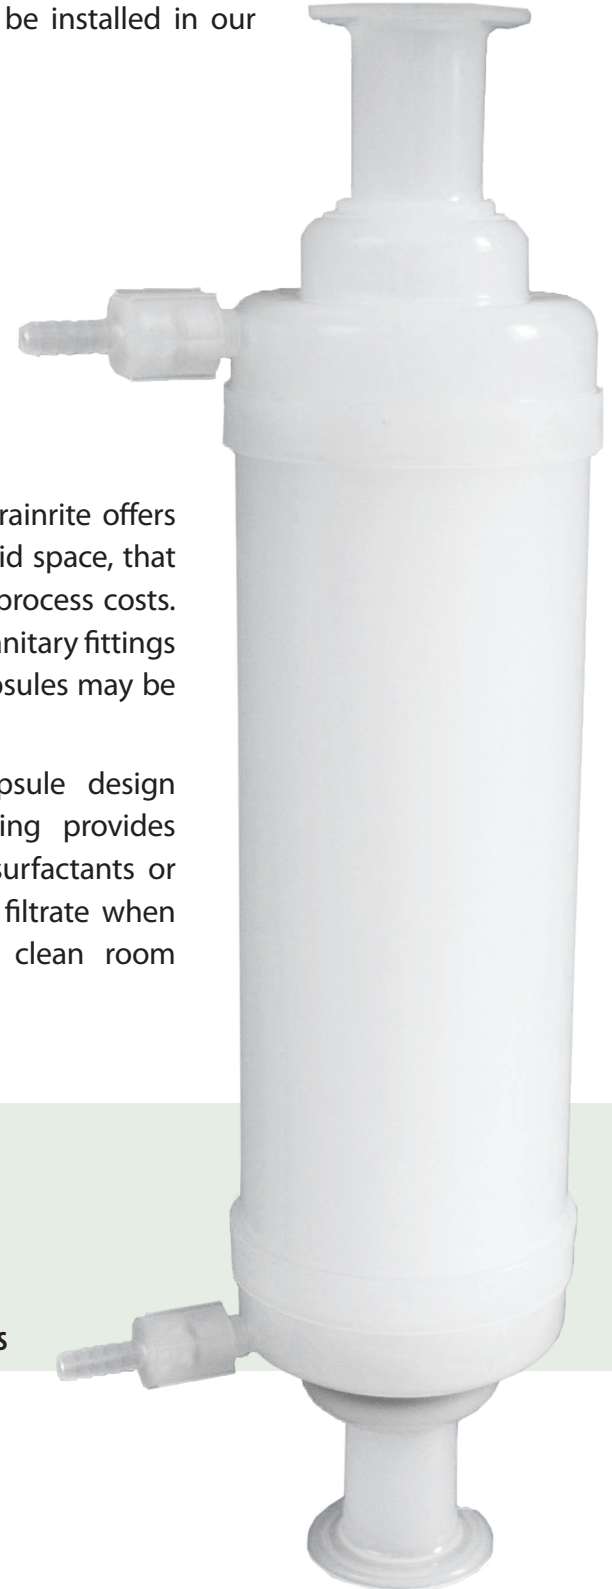 be installed in our
rainrite offers
id space, that
process costs.
anitary fittings
osules may be
psule design
ing provides
surfactants or
filtrate when
clean room
s